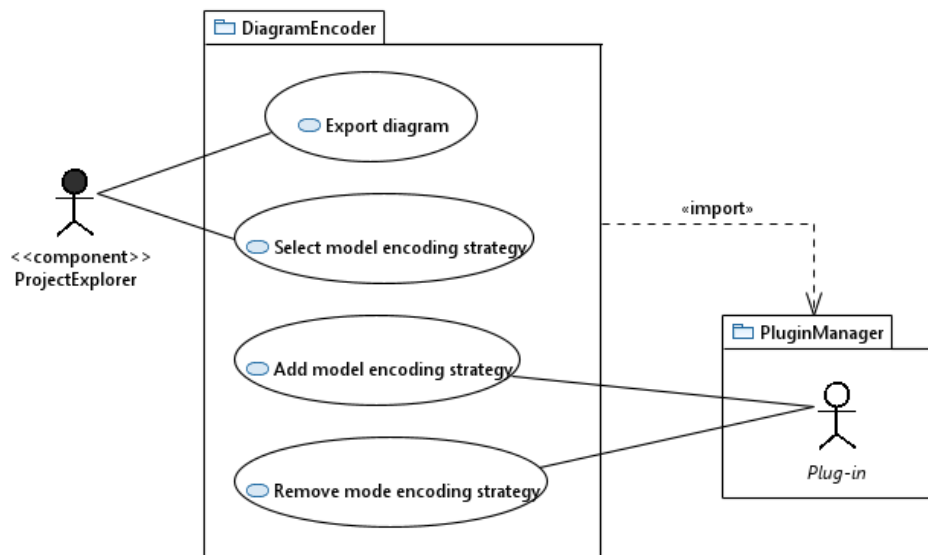 DiagramEncoder
Export diagram
<<component>>
ProjectExplorer
Select model encoding strategy
«import»
Add model encoding strategy
PluginManager
Plug-in
Remove mode encoding strategy